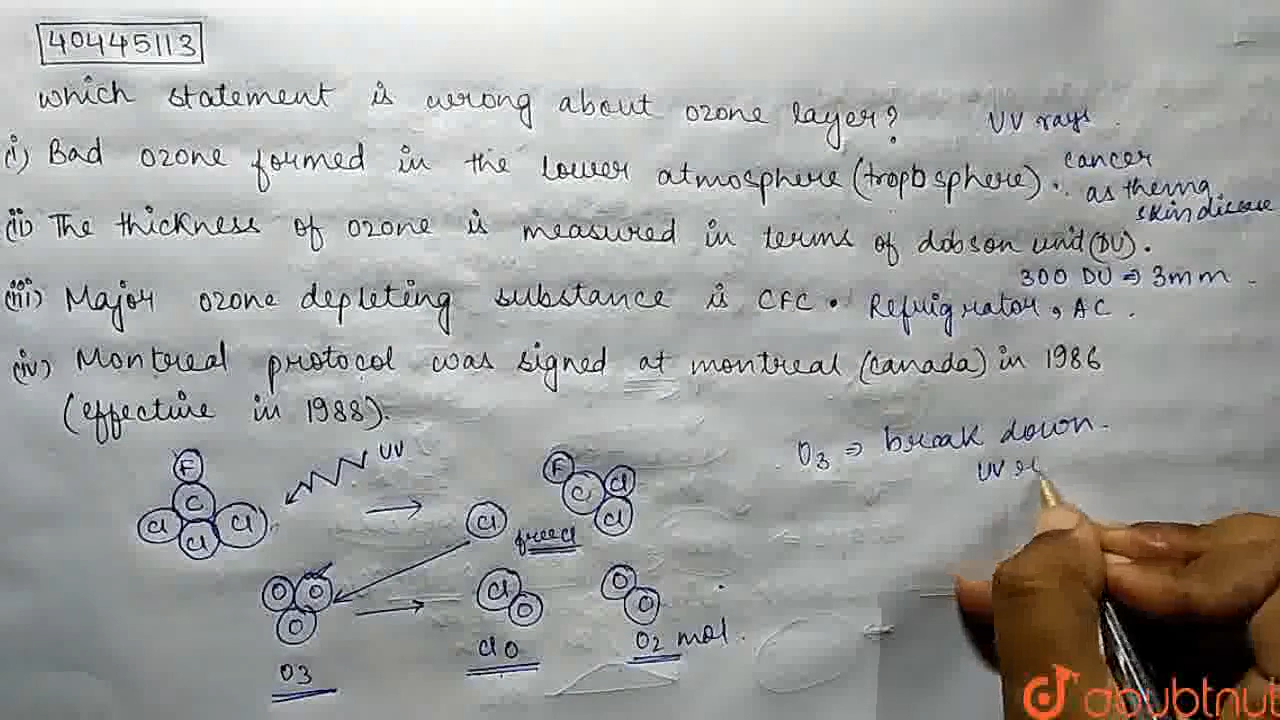 40445113
which statement is wrong about ozone layer?
UV rays
(i) Bad ozone formed in the lower atmosphere (troposphere).
cancer
as thema
skin disease
(ii) The thickness of ozone is measured in terms of dobson unit (DU).
300 DU ⇒ 3mm
(iii) Major ozone depleting substance is CFC.
Refrigrator, AC.
(iv) Montreal protocol was signed at montreal (canada) in 1986
(effective in 1988).
O3 ⇒ break down.
UV
UV
F
C
Cl Cl Cl
Cl
freed
F
C Cl
Cl
O O
O
O3
Cl
O
ClO
O
O
O2 mol.
doubtnut